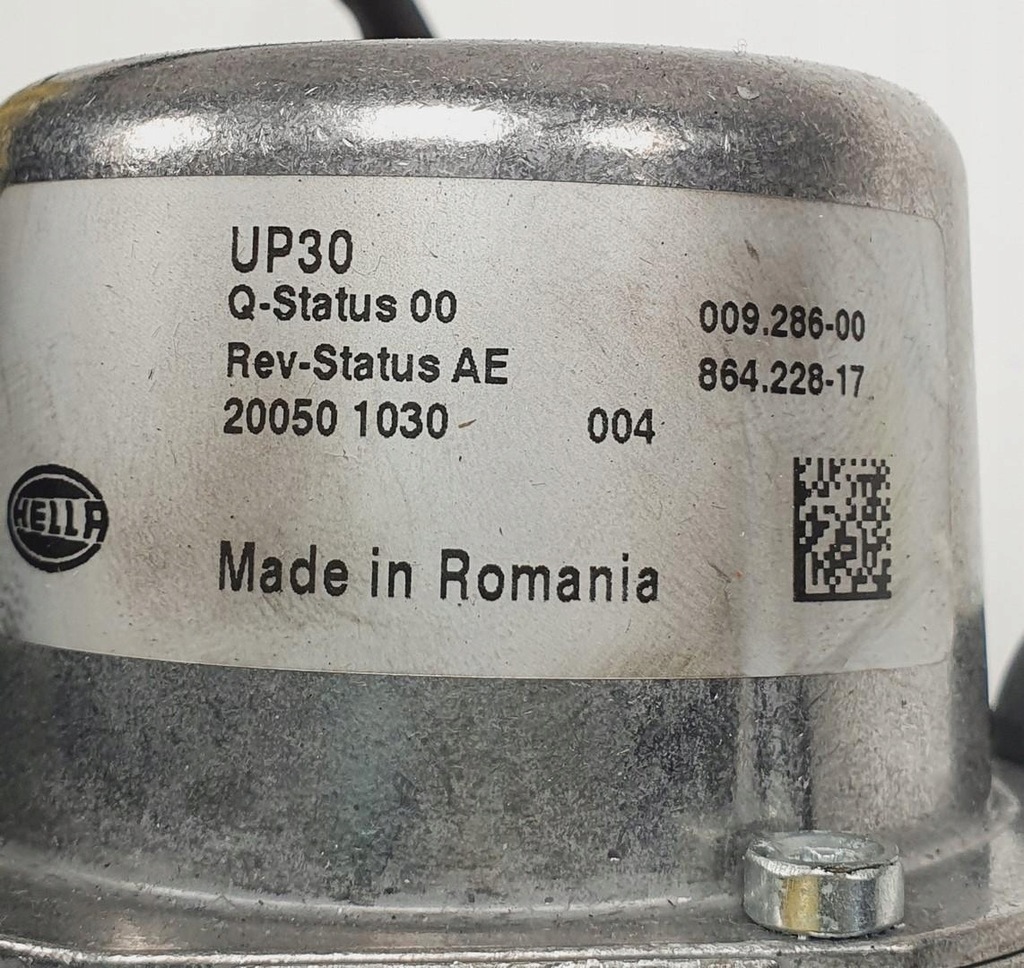 UP30
Q-Status 00
009.286-00
Rev-Status AE
864.228-17
20050 1030
004
HELLA
Made in Romania